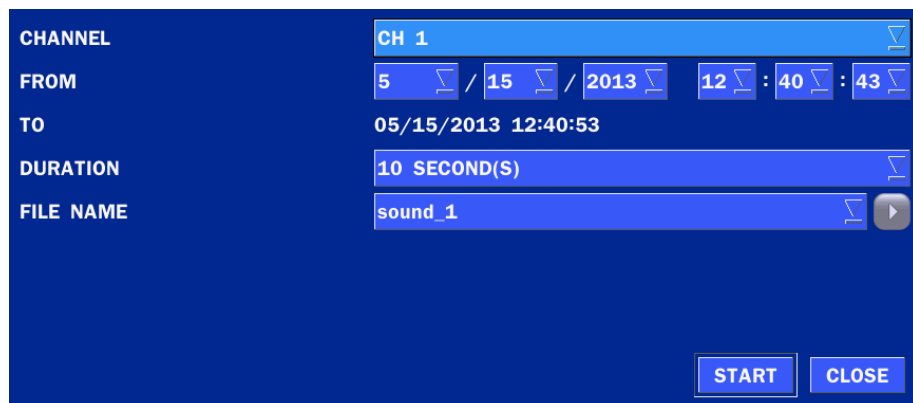 CHANNEL CH 1
FROM 5 / 15 / 2013 12 : 40 : 43
TO 05/15/2013 12:40:53
DURATION 10 SECOND(S)
FILE NAME sound_1
START CLOSE